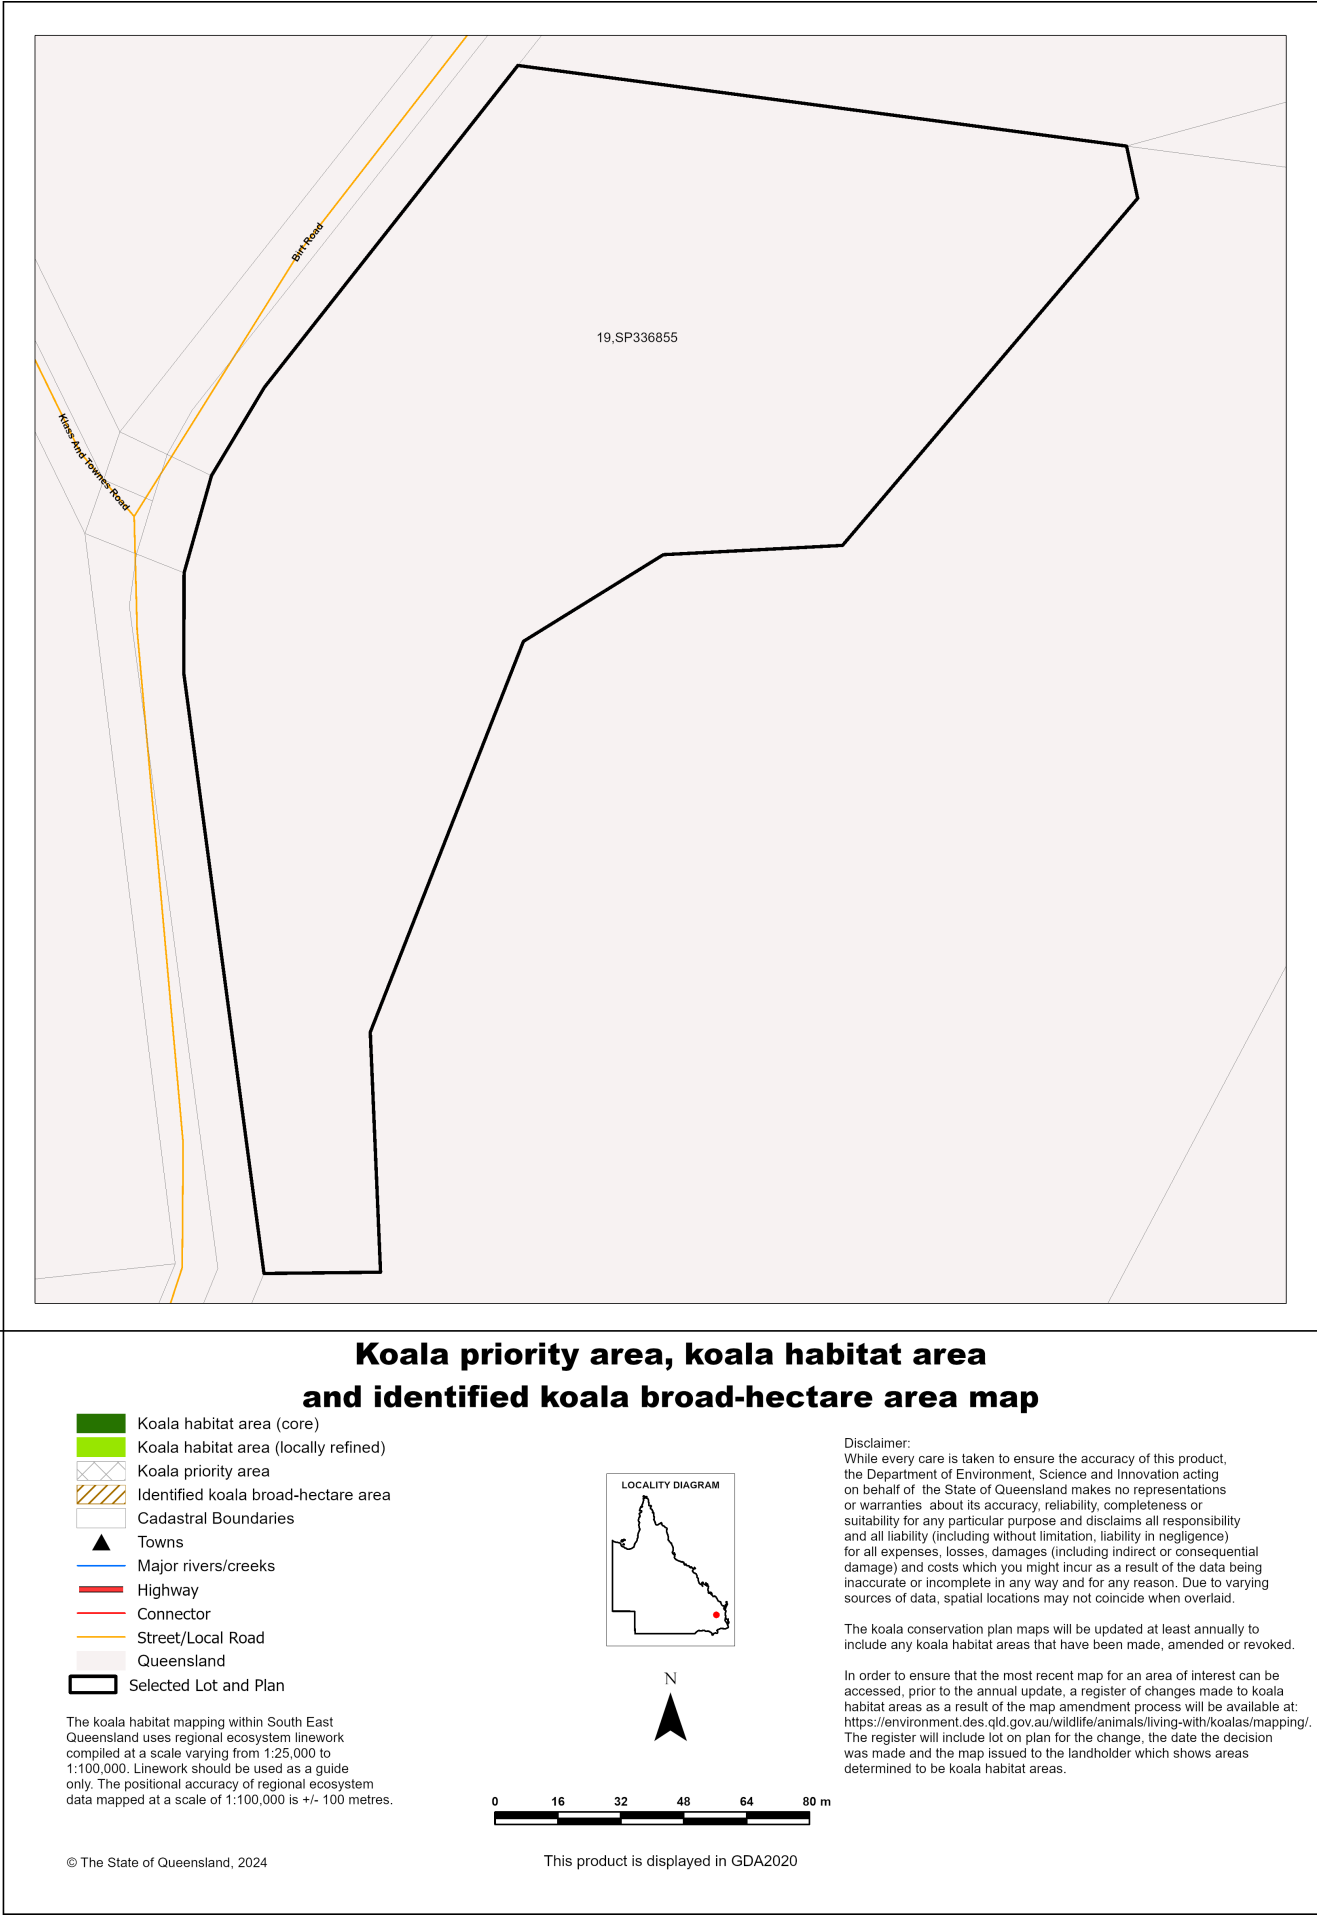 Birt Road
19,SP336855
Klass And Townes Road
Koala priority area, koala habitat area
and identified koala broad-hectare area map
Koala habitat area (core)
Koala habitat area (locally refined)
Koala priority area
Identified koala broad-hectare area
Cadastral Boundaries
Towns
Major rivers/creeks
Highway
Connector
Street/Local Road
Queensland
Selected Lot and Plan
The koala habitat mapping within South East
Queensland uses regional ecosystem linework
compiled at a scale varying from 1:25,000 to
1:100,000. Linework should be used as a guide
only. The positional accuracy of regional ecosystem
data mapped at a scale of 1:100,000 is +/- 100 metres.
© The State of Queensland, 2024
LOCALITY DIAGRAM
N
0 16 32 48 64 80 m
This product is displayed in GDA2020
Disclaimer:
While every care is taken to ensure the accuracy of this product,
the Department of Environment, Science and Innovation acting
on behalf of the State of Queensland makes no representations
or warranties about its accuracy, reliability, completeness or
suitability for any particular purpose and disclaims all responsibility
and all liability (including without limitation, liability in negligence)
for all expenses, losses, damages (including indirect or consequential
damage) and costs which you might incur as a result of the data being
inaccurate or incomplete in any way and for any reason. Due to varying
sources of data, spatial locations may not coincide when overlaid.
The koala conservation plan maps will be updated at least annually to
include any koala habitat areas that have been made, amended or revoked.
In order to ensure that the most recent map for an area of interest can be
accessed, prior to the annual update, a register of changes made to koala
habitat areas as a result of the map amendment process will be available at:
https://environment.des.qld.gov.au/wildlife/animals/living-with/koalas/mapping/.
The register will include lot on plan for the change, the date the decision
was made and the map issued to the landholder which shows areas
determined to be koala habitat areas.